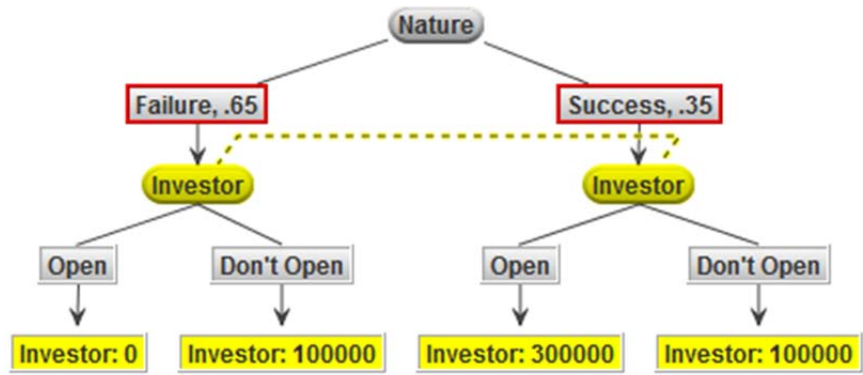 Nature
Failure, .65
Success, .35
Investor
Investor
Open
Don't Open
Open
Don't Open
Investor: 0
Investor: 100000
Investor: 300000
Investor: 100000